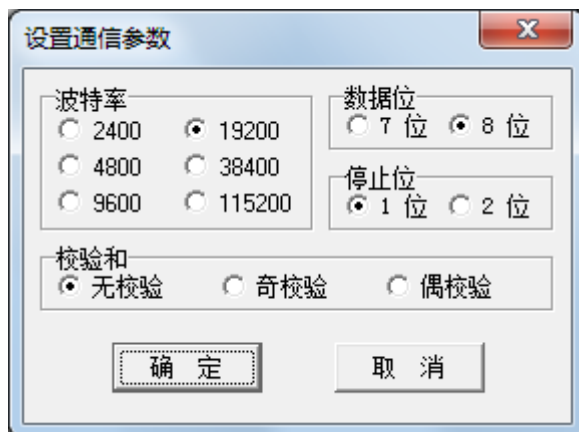 设置通信参数
波特率
2400 19200
4800 38400
9600 115200
数据位
7 位 8 位
停止位
1 位 2 位
校验和
无校验 奇校验 偶校验
确 定 取 消